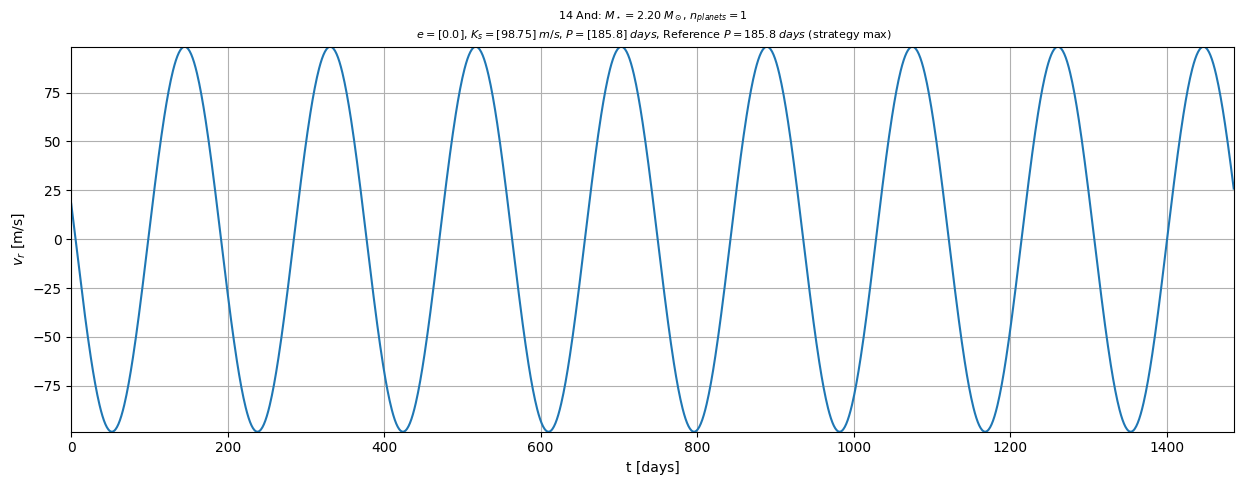 14 And: $M_\star = 2.20\ M_\odot$, $n_{planets} = 1$
$e = [0.0]$, $K_s = [98.75]\ m/s$, $P = [185.8]\ days$, Reference $P = 185.8\ days$ (strategy max)
75
50
25
0
−25
−50
−75
$v_r$ [m/s]
0 200 400 600 800 1000 1200 1400
t [days]